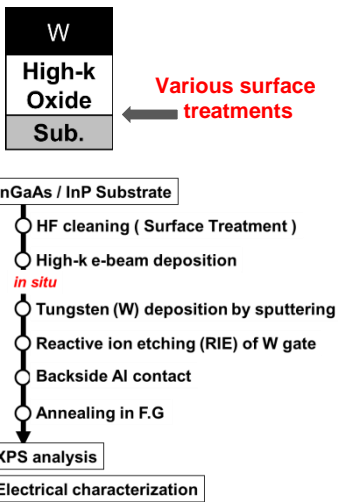 W
High-k
Oxide
Sub.
Various surface
treatments
nGaAs / InP Substrate
HF cleaning ( Surface Treatment )
High-k e-beam deposition
in situ
Tungsten (W) deposition by sputtering
Reactive ion etching (RIE) of W gate
Backside Al contact
Annealing in F.G
XPS analysis
Electrical characterization